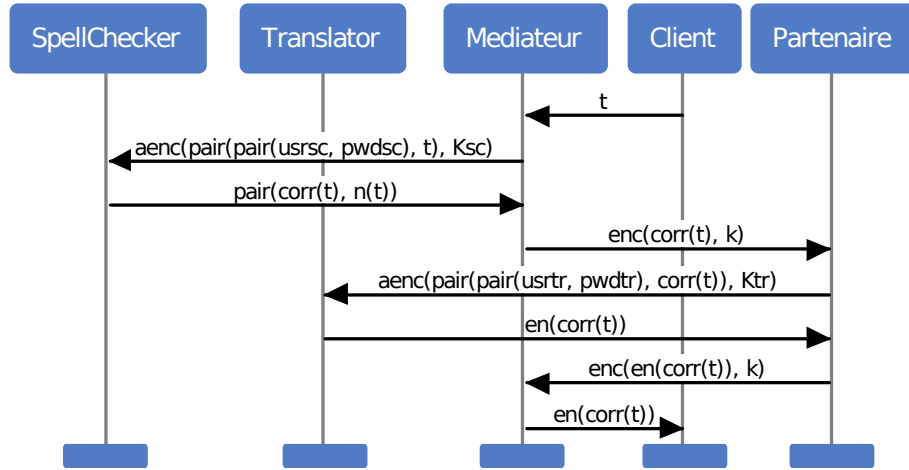 SpellChecker
Translator
Mediateur
Client
Partenaire
t
aenc(pair(pair(usrsc, pwdsc), t), Ksc)
pair(corr(t), n(t))
enc(corr(t), k)
aenc(pair(pair(usrtr, pwdtr), corr(t)), Ktr)
en(corr(t))
enc(en(corr(t)), k)
en(corr(t))